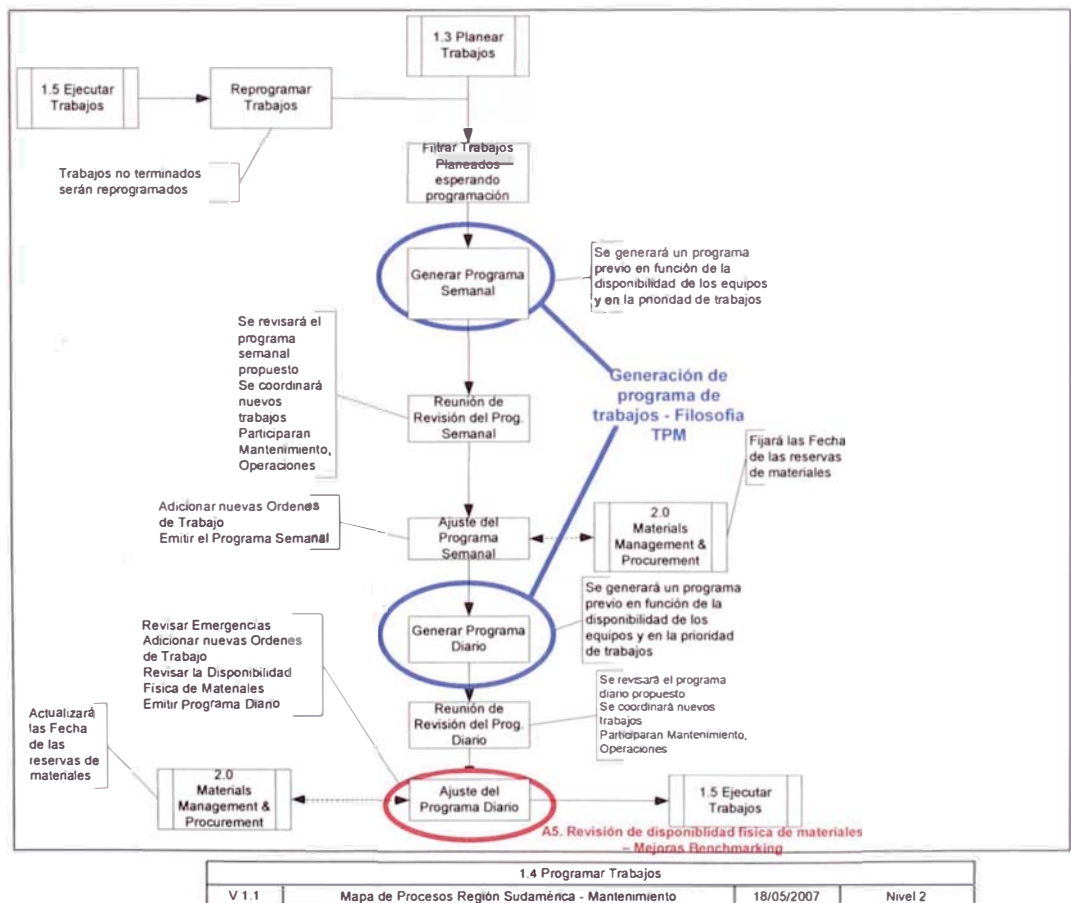 1.3 Planear
Trabajos
1.5 Ejecutar
Trabajos
Reprogramar
Trabajos
Trabajos no terminados
serán reprogramados
Filtrar Trabajos
Planeados
esperando
programación
Generar Programa
Semanal
Se generará un programa
previo en función de la
disponibilidad de los equipos
y en la prioridad de trabajos
Se revisará el
programa
semanal
propuesto
Se coordinará
nuevos
trabajos
Participaran
Mantenimiento,
Operaciones
Reunión de
Revisión del Prog.
Semanal
Generación de
programa de
trabajos - Filosofia
TPM
Fijará las Fecha
de las reservas
de materiales
Adicionar nuevas Ordenes
de Trabajo
Emitir el Programa Semanal
Ajuste del
Programa
Semanal
2.0
Materials
Management &
Procurement
Generar Programa
Diario
Se generará un programa
previo en función de la
disponibilidad de los
equipos y en la prioridad
de trabajos
Revisar Emergencias
Adicionar nuevas Ordenes
de Trabajo
Revisar la Disponibilidad
Física de Materiales
Emitir Programa Diario
Reunión de
Revisión del Prog.
Diario
Se revisará el programa
diario propuesto
Se coordinará nuevos
trabajos
Participaran Mantenimiento,
Operaciones
Actualizará
las Fecha
de las
reservas de
materiales
2.0
Materials
Management &
Procurement
Ajuste del
Programa Diario
1.5 Ejecutar
Trabajos
A5. Revisión de disponiblidad física de materiales
– Mejoras Benchmarking
1.4 Programar Trabajos
V 1.1 Mapa de Procesos Región Sudamérica - Mantenimiento 18/05/2007 Nivel 2